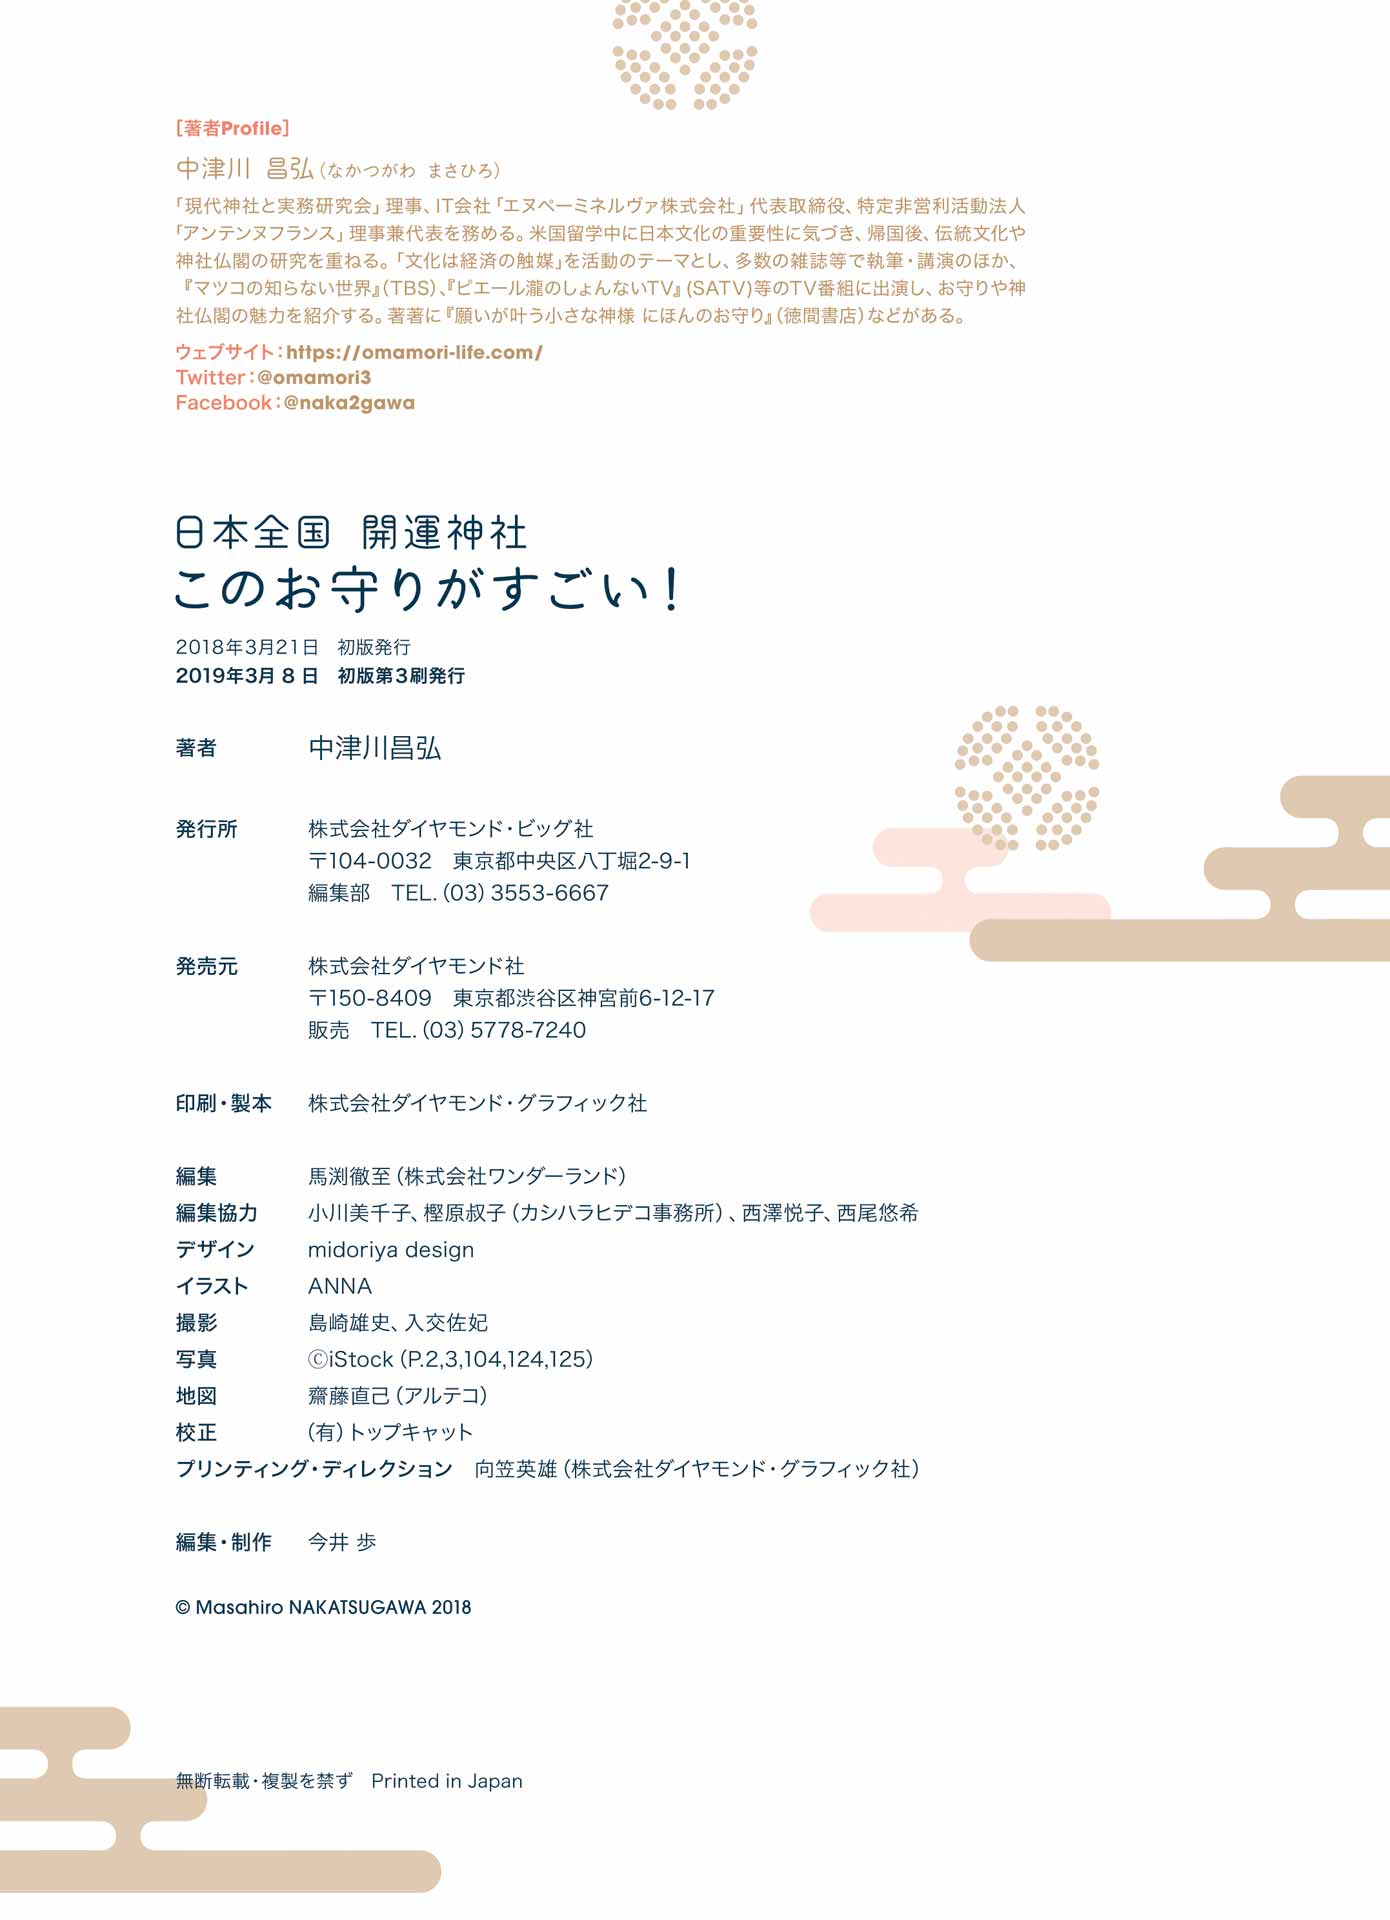 ［著者Profile］
中津川 昌弘（なかつがわ まさひろ）
「現代神社と実務研究会」理事、IT会社「エヌペーミネルヴァ株式会社」代表取締役、特定非営利活動法人
「アンテンヌフランス」理事兼代表を務める。米国留学中に日本文化の重要性に気づき、帰国後、伝統文化や
神社仏閣の研究を重ねる。「文化は経済の触媒」を活動のテーマとし、多数の雑誌等で執筆・講演のほか、
『マツコの知らない世界』（TBS）、『ピエール瀧のしょんないTV』(SATV)等のTV番組に出演し、お守りや神
社仏閣の魅力を紹介する。著著に『願いが叶う小さな神様 にほんのお守り』（徳間書店）などがある。
ウェブサイト：https://omamori-life.com/
Twitter：@omamori3
Facebook：@naka2gawa
日本全国 開運神社
このお守りがすごい！
2018年3月21日 初版発行
2019年3月 8 日 初版第3刷発行
著者 中津川昌弘
発行所 株式会社ダイヤモンド・ビッグ社
〒104-0032 東京都中央区八丁堀2-9-1
編集部 TEL.（03）3553-6667
発売元 株式会社ダイヤモンド社
〒150-8409 東京都渋谷区神宮前6-12-17
販売 TEL.（03）5778-7240
印刷・製本 株式会社ダイヤモンド・グラフィック社
編集 馬渕徹至（株式会社ワンダーランド）
編集協力 小川美千子、樫原叔子（カシハラヒデコ事務所）、西澤悦子、西尾悠希
デザイン midoriya design
イラスト ANNA
撮影 島崎雄史、入交佐妃
写真 ⒸiStock（P.2,3,104,124,125）
地図 齋藤直己（アルテコ）
校正 （有）トップキャット
プリンティング・ディレクション 向笠英雄（株式会社ダイヤモンド・グラフィック社）
編集・制作 今井 歩
© Masahiro NAKATSUGAWA 2018
無断転載・複製を禁ず Printed in Japan